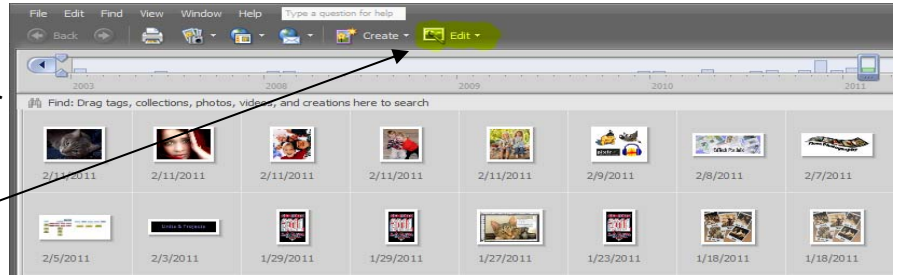 File Edit Find View Window Help Type a question for help
Back Create Edit
2003 2008 2009 2010 2011
Find: Drag tags, collections, photos, videos, and creations here to search
2/11/2011 2/11/2011 2/11/2011 2/11/2011 2/11/2011 2/9/2011 2/8/2011 2/7/2011
2011 2011
2/5/2011 2/3/2011 1/29/2011 1/29/2011 1/27/2011 1/23/2011 1/18/2011 1/18/2011